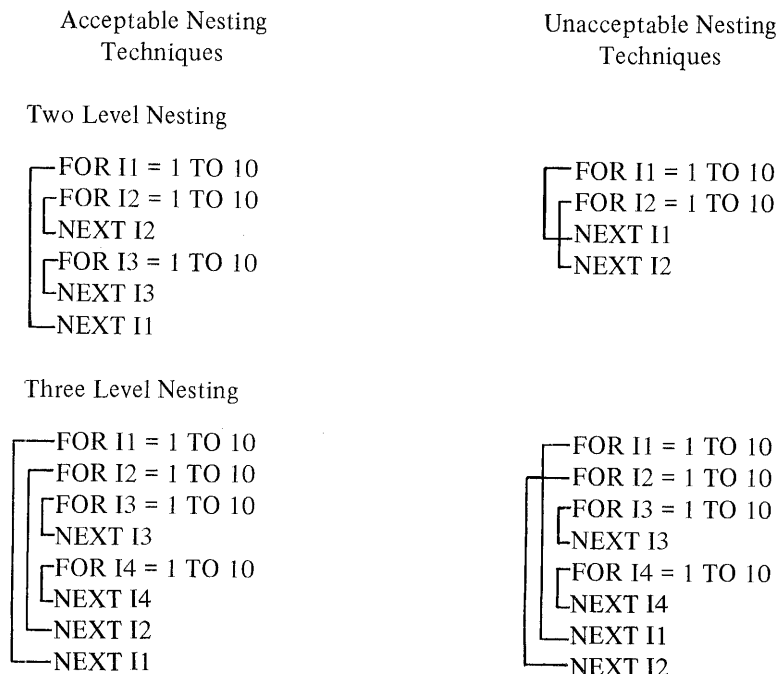 Acceptable Nesting
Techniques
Two Level Nesting
FOR I1 = 1 TO 10
FOR I2 = 1 TO 10
NEXT I2
FOR I3 = 1 TO 10
NEXT I3
NEXT I1
Three Level Nesting
FOR I1 = 1 TO 10
FOR I2 = 1 TO 10
FOR I3 = 1 TO 10
NEXT I3
FOR I4 = 1 TO 10
NEXT I4
NEXT I2
NEXT I1
Unacceptable Nesting
Techniques
FOR I1 = 1 TO 10
FOR I2 = 1 TO 10
NEXT I1
NEXT I2
FOR I1 = 1 TO 10
FOR I2 = 1 TO 10
FOR I3 = 1 TO 10
NEXT I3
FOR I4 = 1 TO 10
NEXT I4
NEXT I1
NEXT I2